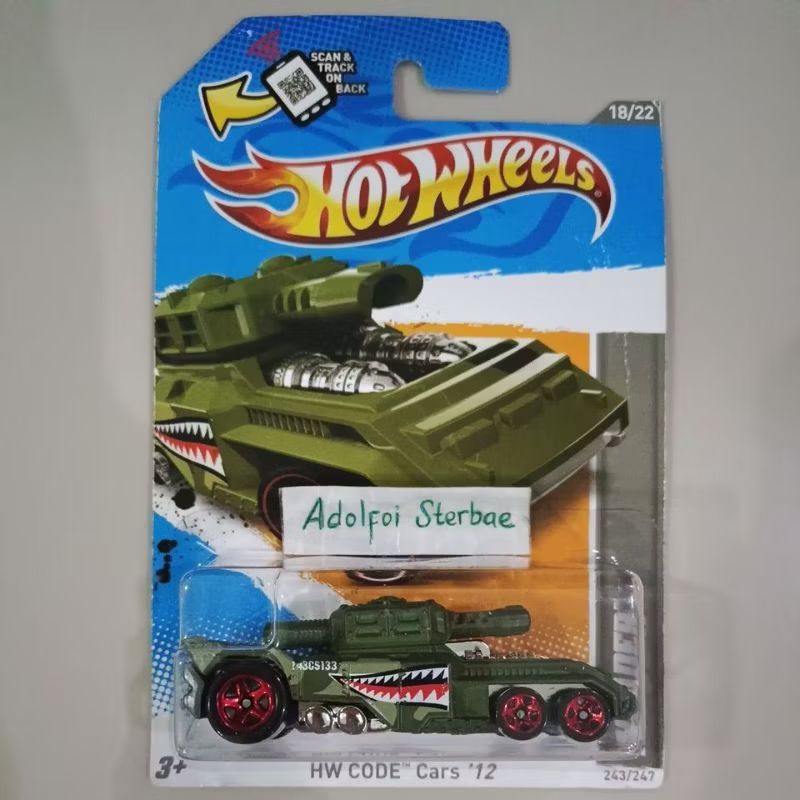 SCAN &
TRACK
ON
BACK
18/22
HOT WHEELS®
Adolfoi Sterbae
3+
HW CODE™ Cars '12
243/247